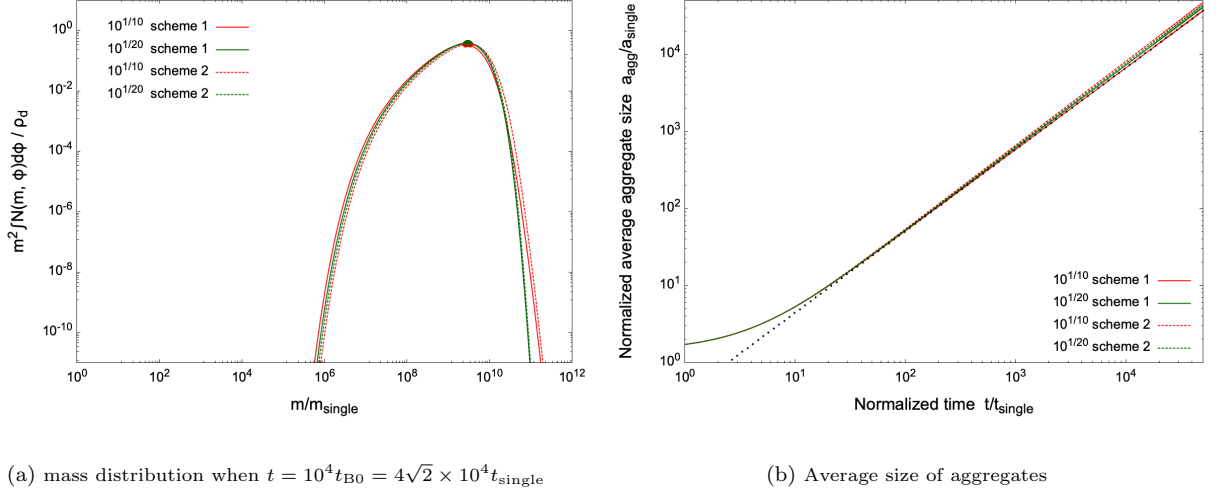 10^0
10^-2
10^-4
10^-6
10^-8
10^-10
m^2∫N(m, φ)dφ / ρ_d
10^{1/10} scheme 1
10^{1/20} scheme 1
10^{1/10} scheme 2
10^{1/20} scheme 2
10^0 10^2 10^4 10^6 10^8 10^10 10^12
m/m_single
(a) mass distribution when t = 10^4 t_B0 = 4√2 × 10^4 t_single
10^4
10^3
10^2
10^1
10^0
Normalized average aggregate size a_agg/a_single
10^{1/10} scheme 1
10^{1/20} scheme 1
10^{1/10} scheme 2
10^{1/20} scheme 2
10^0 10^1 10^2 10^3 10^4
Normalized time t/t_single
(b) Average size of aggregates